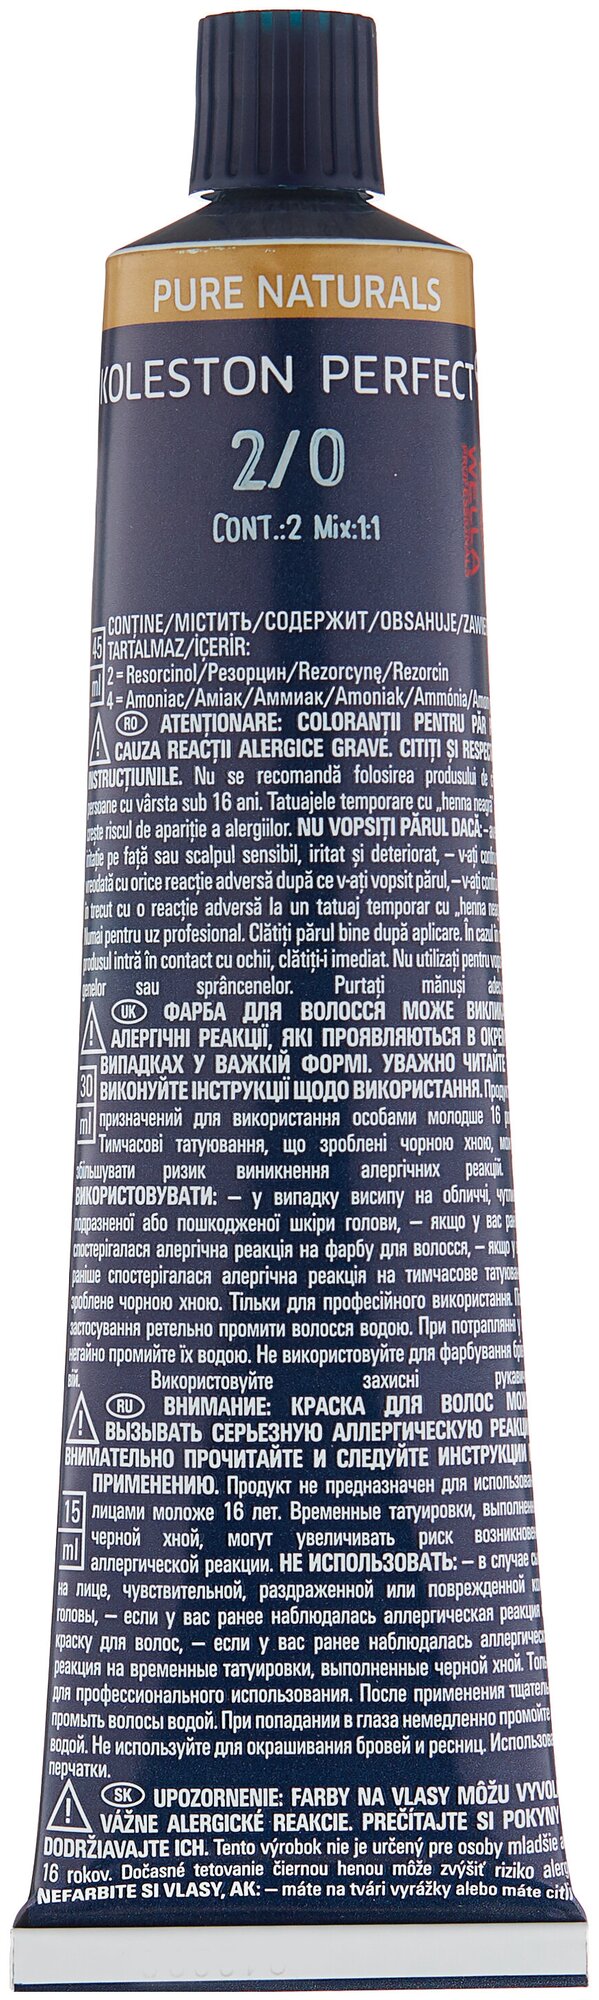 PURE NATURALS
KOLESTON PERFECT
2/0
CONT.:2 MIX:1:1
WELLA
PROFESSIONALS
45 ml
CONȚINE/МІСТИТЬ/СОДЕРЖИТ/OBSAHUJE/
TARTALMAZ/İÇERİR:
2 = Resorcinol/Резорцин/Rezorcynę/Rezorcín
4 = Amoniac/Аміак/Аммиак/Amoniak/Ammónia/
RO ATENȚIONARE: COLORANȚII PENTRU PĂR
CAUZA REACȚII ALERGICE GRAVE. CITIȚI ȘI
INSTRUCȚIUNILE. Nu se recomandă folosirea produsului de
persoane cu vârsta sub 16 ani. Tatuajele temporare cu „henna neagră
crește riscul de apariție a alergiilor. NU VOPSIȚI PĂRUL DACĂ: –
iritație pe față sau scalpul sensibil, iritat și deteriorat, – v-ați
vreodată cu orice reacție adversă după ce v-ați vopsit părul, – v-ați
în trecut cu o reacție adversă la un tatuaj temporar cu „henna
Numai pentru uz profesional. Clătiți părul bine după aplicare. În cazul
produsul intră în contact cu ochii, clătiți-i imediat. Nu utilizați pentru
genelor sau sprâncenelor. Purtați mănuși
UK ФАРБА ДЛЯ ВОЛОССЯ МОЖЕ
АЛЕРГІЧНІ РЕАКЦІЇ, ЯКІ ПРОЯВЛЯЮТЬСЯ В
30 ml
ВИПАДКАХ У ВАЖКІЙ ФОРМІ. УВАЖНО ЧИТАЙТЕ
ВИКОНУЙТЕ ІНСТРУКЦІЇ ЩОДО ВИКОРИСТАННЯ.
призначений для використання особами молодше 16
Тимчасові татуювання, що зроблені чорною хною,
збільшувати ризик виникнення алергічних реакцій.
ВИКОРИСТОВУВАТИ: – у випадку висипу на обличчі,
подразненої або пошкодженої шкіри голови, – якщо у вас
спостерігалася алергічна реакція на фарбу для волосся, – якщо у
раніше спостерігалася алергічна реакція на тимчасове
зроблене чорною хною. Тільки для професійного використання.
застосування ретельно промити волосся водою. При потраплянні у
негайно промийте їх водою. Не використовуйте для фарбування
вій. Використовуйте захисні
RU ВНИМАНИЕ: КРАСКА ДЛЯ ВОЛОС
ВЫЗЫВАТЬ СЕРЬЕЗНУЮ АЛЛЕРГИЧЕСКУЮ
ВНИМАТЕЛЬНО ПРОЧИТАЙТЕ И СЛЕДУЙТЕ ИНСТРУКЦИИ
15 ml
ПРИМЕНЕНИЮ. Продукт не предназначен для
лицами моложе 16 лет. Временные татуировки,
черной хной, могут увеличивать риск
аллергической реакции. НЕ ИСПОЛЬЗОВАТЬ: – в случае
на лице, чувствительной, раздраженной или поврежденной
головы, – если у вас ранее наблюдалась аллергическая реакция
краску для волос, – если у вас ранее наблюдалась
реакция на временные татуировки, выполненные черной хной.
для профессионального использования. После применения
промыть волосы водой. При попадании в глаза немедленно промойте
водой. Не используйте для окрашивания бровей и ресниц.
перчатки.
SK UPOZORNENIE: FARBY NA VLASY MÔŽU
VÁŽNE ALERGICKÉ REAKCIE. PREČÍTAJTE SI POKYNY
DODRŽIAVAJTE ICH. Tento výrobok nie je určený pre osoby mladšie
16 rokov. Dočasné tetovanie čiernou henou môže zvýšiť riziko
NEFARBITE SI VLASY, AK: – máte na tvári vyrážky alebo máte